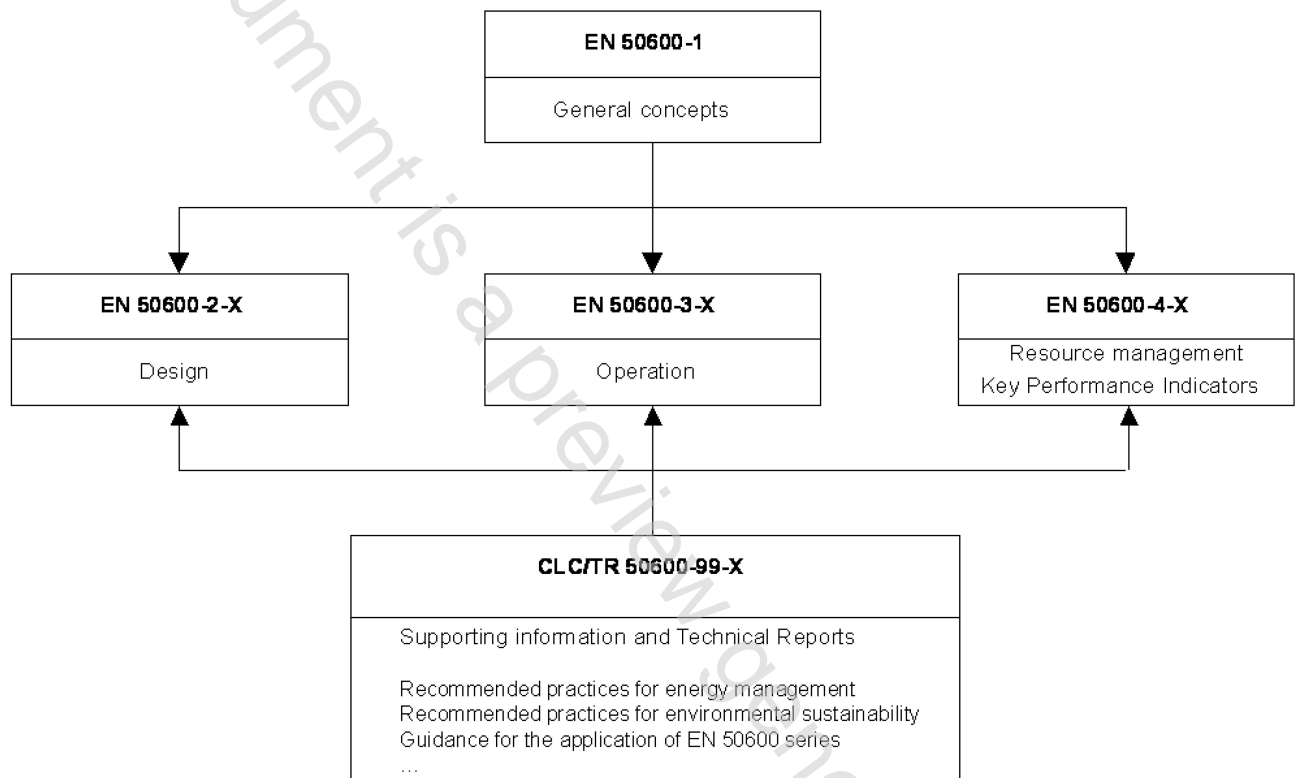 EN 50600-1
General concepts
EN 50600-2-X
Design
EN 50600-3-X
Operation
EN 50600-4-X
Resource management
Key Performance Indicators
CLC/TR 50600-99-X
Supporting information and Technical Reports
Recommended practices for energy management
Recommended practices for environmental sustainability
Guidance for the application of EN 50600 series
...
is a preview